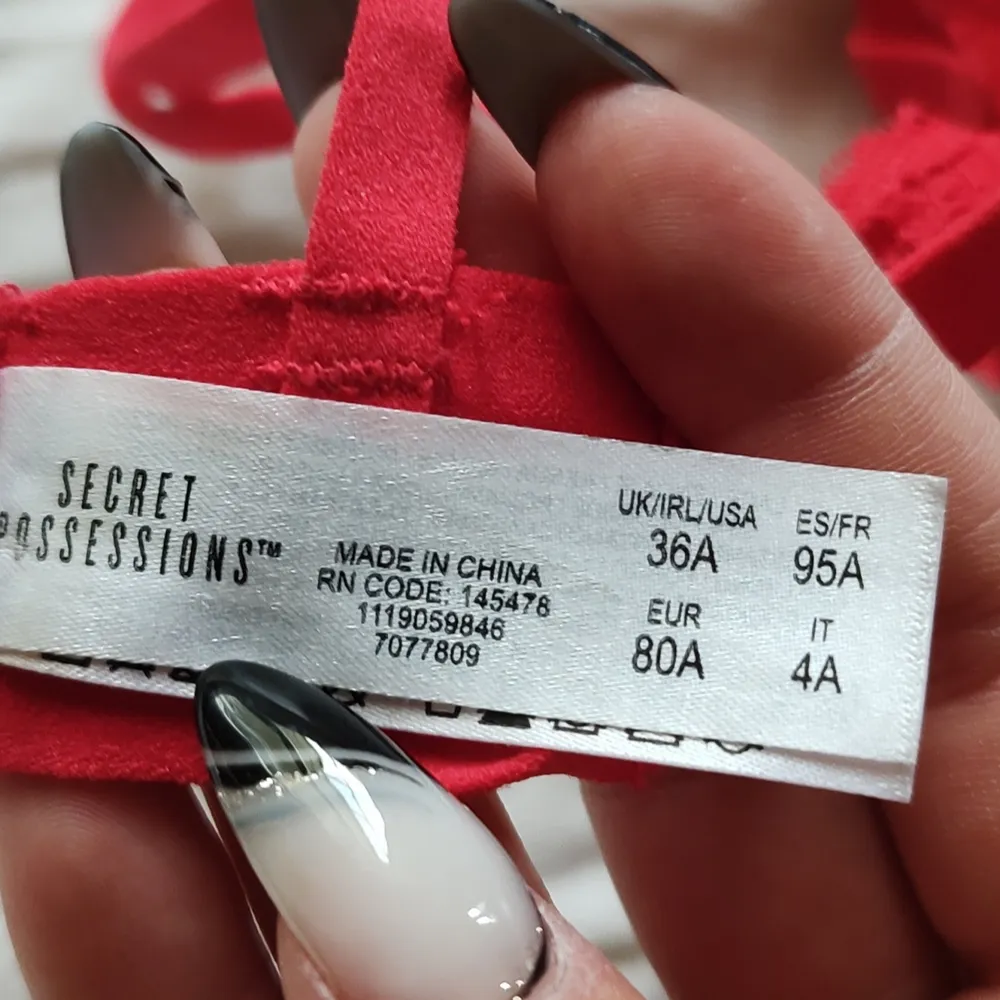 SECRET
POSSESSIONS™
MADE IN CHINA
RN CODE: 145478
1119059846
7077809
UK/IRL/USA
36A
ES/FR
95A
EUR
80A
IT
4A